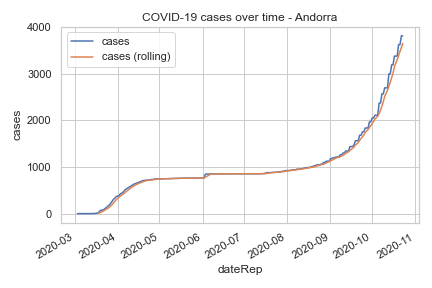 COVID-19 cases over time - Andorra
cases
cases (rolling)
4000
3000
2000
1000
0
cases
2020-03
2020-04
2020-05
2020-06
2020-07
2020-08
2020-09
2020-10
2020-11
dateRep